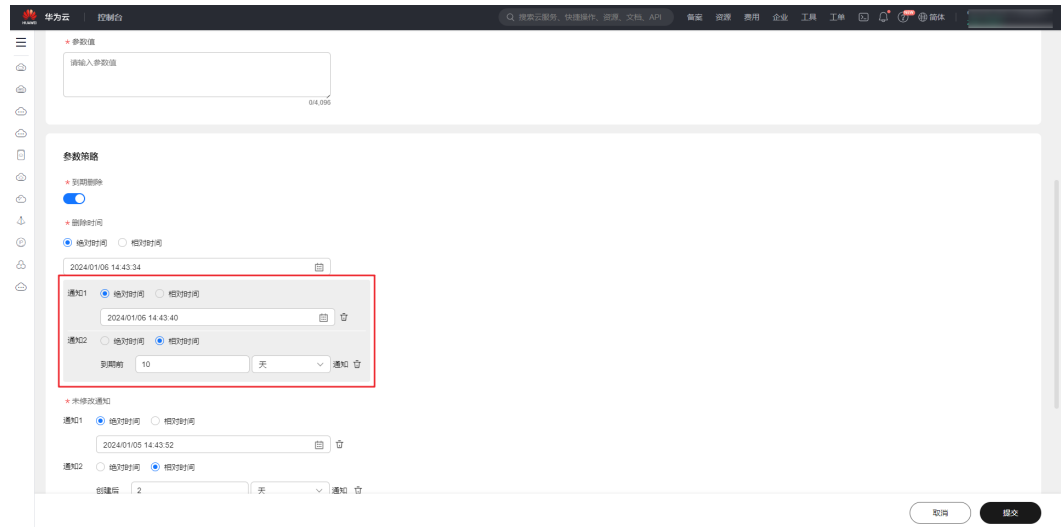 HUAWEI 华为云 控制台 搜索云服务、快捷操作、资源、文档、API 备案 资源 费用 企业 工具 工单 简体
* 参数值
请输入参数值
0/4,096
参数策略
* 到期删除
* 删除时间
绝对时间 相对时间
2024/01/06 14:43:34
通知1 绝对时间 相对时间
2024/01/06 14:43:40
通知2 绝对时间 相对时间
到期前 10 天 通知
* 未修改通知
通知1 绝对时间 相对时间
2024/01/05 14:43:52
通知2 绝对时间 相对时间
创建后 2 天 通知
取消 提交